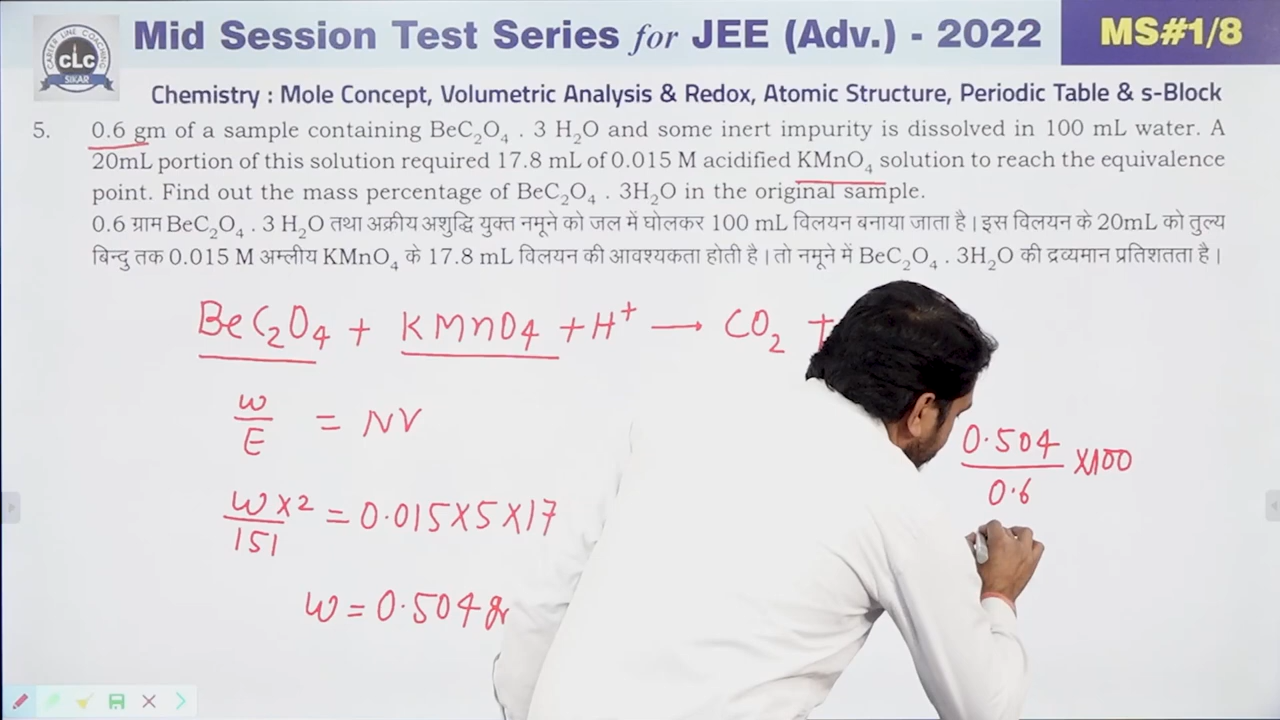 CAREER LINE COACHING
CLC
SIKAR
Mid Session Test Series for JEE (Adv.) - 2022
MS#1/8
Chemistry : Mole Concept, Volumetric Analysis & Redox, Atomic Structure, Periodic Table & s-Block
5. 0.6 gm of a sample containing BeC₂O₄ . 3 H₂O and some inert impurity is dissolved in 100 mL water. A
20mL portion of this solution required 17.8 mL of 0.015 M acidified KMnO₄ solution to reach the equivalence
point. Find out the mass percentage of BeC₂O₄ . 3H₂O in the original sample.
0.6 ग्राम BeC₂O₄ . 3 H₂O तथा अक्रीय अशुद्धि युक्त नमूने को जल में घोलकर 100 mL विलयन बनाया जाता है। इस विलयन के 20mL को तुल्य
बिन्दु तक 0.015 M अम्लीय KMnO₄ के 17.8 mL विलयन की आवश्यकता होती है। तो नमूने में BeC₂O₄ . 3H₂O की द्रव्यमान प्रतिशतता है।
BeC₂O₄ + KMnO4 + H⁺ → CO₂ +
w/E = NV
0.504/0.6 ×100
w×2/151 = 0.015×5×17
w = 0.504 gr